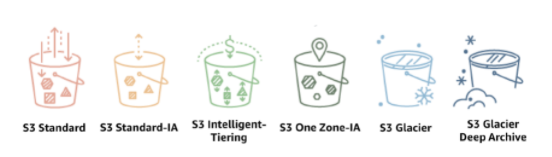 S3 Standard
S3 Standard-IA
S3 Intelligent-
Tiering
S3 One Zone-IA
S3 Glacier
S3 Glacier
Deep Archive